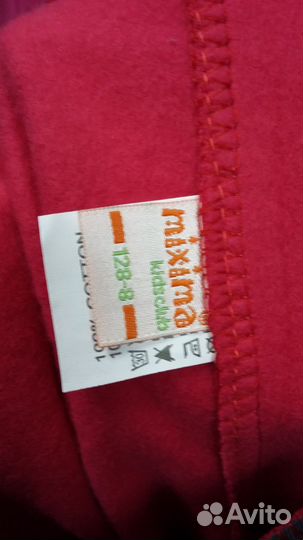 mixima
kidsclub
128-8
100% COTTON
Avito